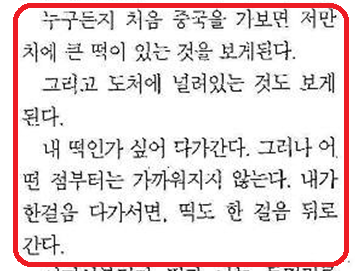 누구든지 처음 중국을 가보면 저만
치에 큰 떡이 있는 것을 보게된다.
그리고 도처에 널려있는 것도 보게
된다.
내 떡인가 싶어 다가간다. 그러나 어
떤 점부터는 가까워지지 않는다. 내가
한걸음 다가서면, 떡도 한 걸음 뒤로
간다.